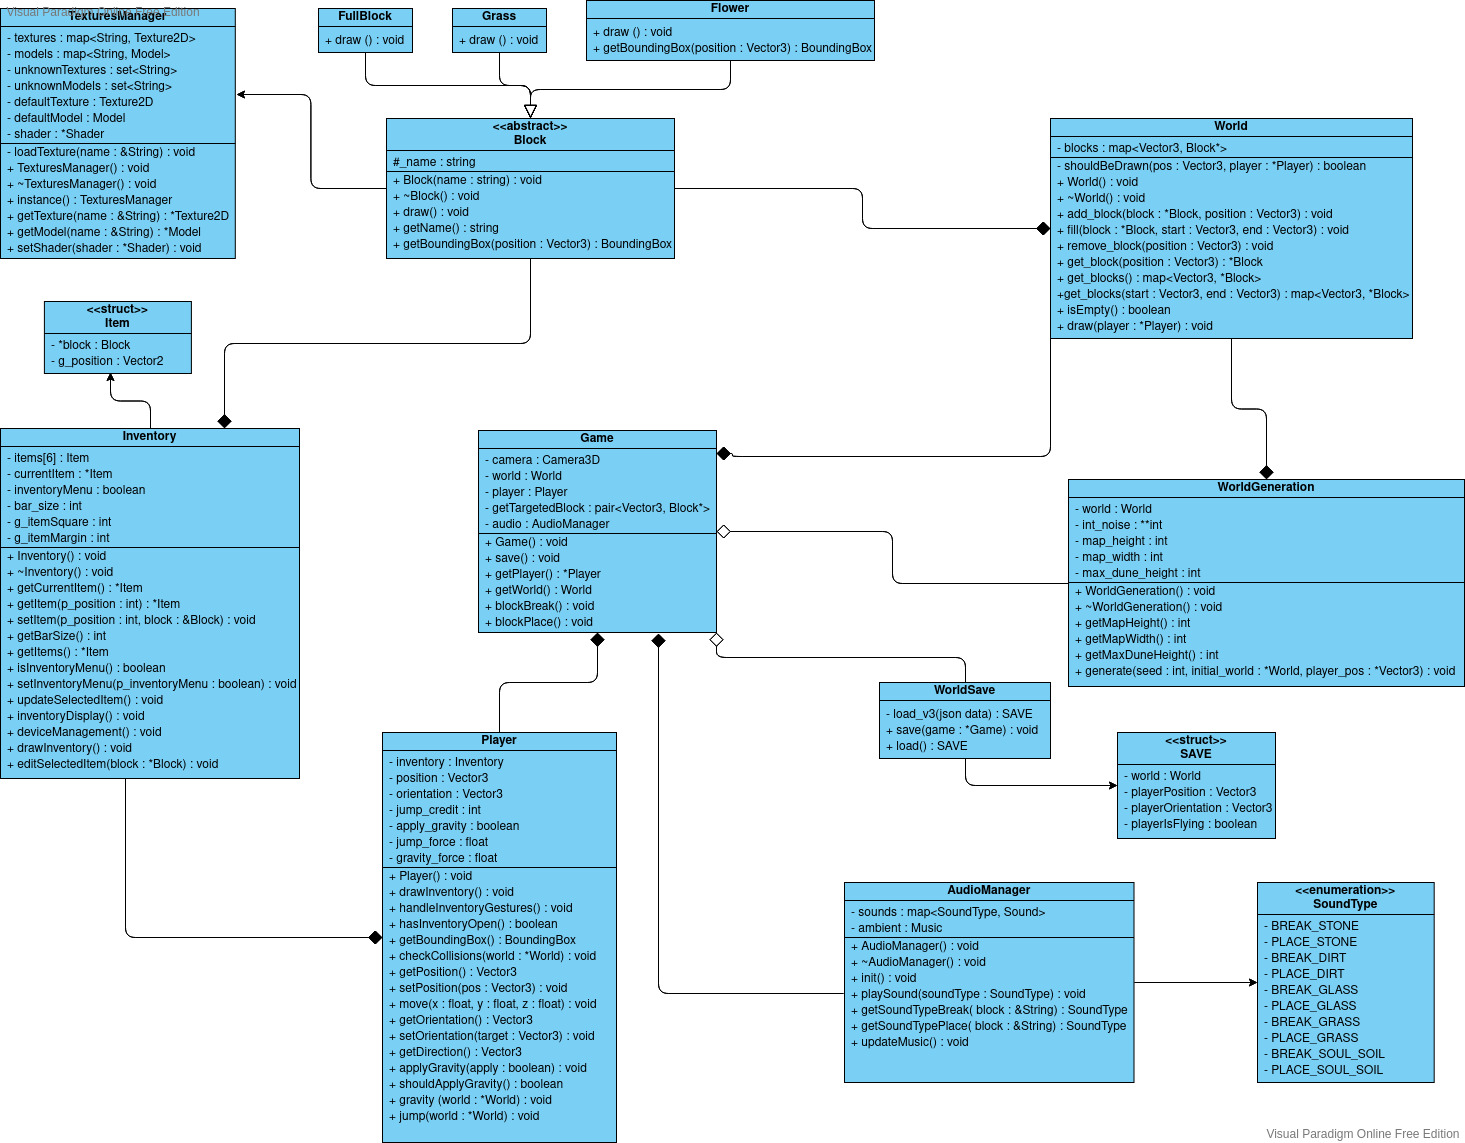 Visual Paradigm Online Free Edition
TexturesManager
- textures : map<String, Texture2D>
- models : map<String, Model>
- unknownTextures : set<String>
- unknownModels : set<String>
- defaultTexture : Texture2D
- defaultModel : Model
- shader : *Shader
- loadTexture(name : &String) : void
+ TexturesManager() : void
+ ~TexturesManager() : void
+ instance() : TexturesManager
+ getTexture(name : &String) : *Texture2D
+ getModel(name : &String) : *Model
+ setShader(shader : *Shader) : void
FullBlock
+ draw () : void
Grass
+ draw () : void
Flower
+ draw () : void
+ getBoundingBox(position : Vector3) : BoundingBox
<<abstract>>
Block
#_name : string
+ Block(name : string) : void
+ ~Block() : void
+ draw() : void
+ getName() : string
+ getBoundingBox(position : Vector3) : BoundingBox
World
- blocks : map<Vector3, Block*>
- shouldBeDrawn(pos : Vector3, player : *Player) : boolean
+ World() : void
+ ~World() : void
+ add_block(block : *Block, position : Vector3) : void
+ fill(block : *Block, start : Vector3, end : Vector3) : void
+ remove_block(position : Vector3) : void
+ get_block(position : Vector3) : *Block
+ get_blocks() : map<Vector3, *Block>
+get_blocks(start : Vector3, end : Vector3) : map<Vector3, *Block>
+ isEmpty() : boolean
+ draw(player : *Player) : void
<<struct>>
Item
- *block : Block
- g_position : Vector2
Inventory
- items[6] : Item
- currentItem : *Item
- inventoryMenu : boolean
- bar_size : int
- g_itemSquare : int
- g_itemMargin : int
+ Inventory() : void
+ ~Inventory() : void
+ getCurrentItem() : *Item
+ getItem(p_position : int) : *Item
+ setItem(p_position : int, block : &Block) : void
+ getBarSize() : int
+ getItems() : *Item
+ isInventoryMenu() : boolean
+ setInventoryMenu(p_inventoryMenu : boolean) : void
+ updateSelectedItem() : void
+ inventoryDisplay() : void
+ deviceManagement() : void
+ drawInventory() : void
+ editSelectedItem(block : *Block) : void
Game
- camera : Camera3D
- world : World
- player : Player
- getTargetedBlock : pair<Vector3, Block*>
- audio : AudioManager
+ Game() : void
+ save() : void
+ getPlayer() : *Player
+ getWorld() : World
+ blockBreak() : void
+ blockPlace() : void
WorldGeneration
- world : World
- int_noise : **int
- map_height : int
- map_width : int
- max_dune_height : int
+ WorldGeneration() : void
+ ~WorldGeneration() : void
+ getMapHeight() : int
+ getMapWidth() : int
+ getMaxDuneHeight() : int
+ generate(seed : int, initial_world : *World, player_pos : *Vector3) : void
WorldSave
- load_v3(json data) : SAVE
+ save(game : *Game) : void
+ load() : SAVE
<<struct>>
SAVE
- world : World
- playerPosition : Vector3
- playerOrientation : Vector3
- playerIsFlying : boolean
Player
- inventory : Inventory
- position : Vector3
- orientation : Vector3
- jump_credit : int
- apply_gravity : boolean
- jump_force : float
- gravity_force : float
+ Player() : void
+ drawInventory() : void
+ handleInventoryGestures() : void
+ hasInventoryOpen() : boolean
+ getBoundingBox() : BoundingBox
+ checkCollisions(world : *World) : void
+ getPosition() : Vector3
+ setPosition(pos : Vector3) : void
+ move(x : float, y : float, z : float) : void
+ getOrientation() : Vector3
+ setOrientation(target : Vector3) : void
+ getDirection() : Vector3
+ applyGravity(apply : boolean) : void
+ shouldApplyGravity() : boolean
+ gravity (world : *World) : void
+ jump(world : *World) : void
AudioManager
- sounds : map<SoundType, Sound>
- ambient : Music
+ AudioManager() : void
+ ~AudioManager() : void
+ init() : void
+ playSound(soundType : SoundType) : void
+ getSoundTypeBreak( block : &String) : SoundType
+ getSoundTypePlace( block : &String) : SoundType
+ updateMusic() : void
<<enumeration>>
SoundType
- BREAK_STONE
- PLACE_STONE
- BREAK_DIRT
- PLACE_DIRT
- BREAK_GLASS
- PLACE_GLASS
- BREAK_GRASS
- PLACE_GRASS
- BREAK_SOUL_SOIL
- PLACE_SOUL_SOIL
Visual Paradigm Online Free Edition